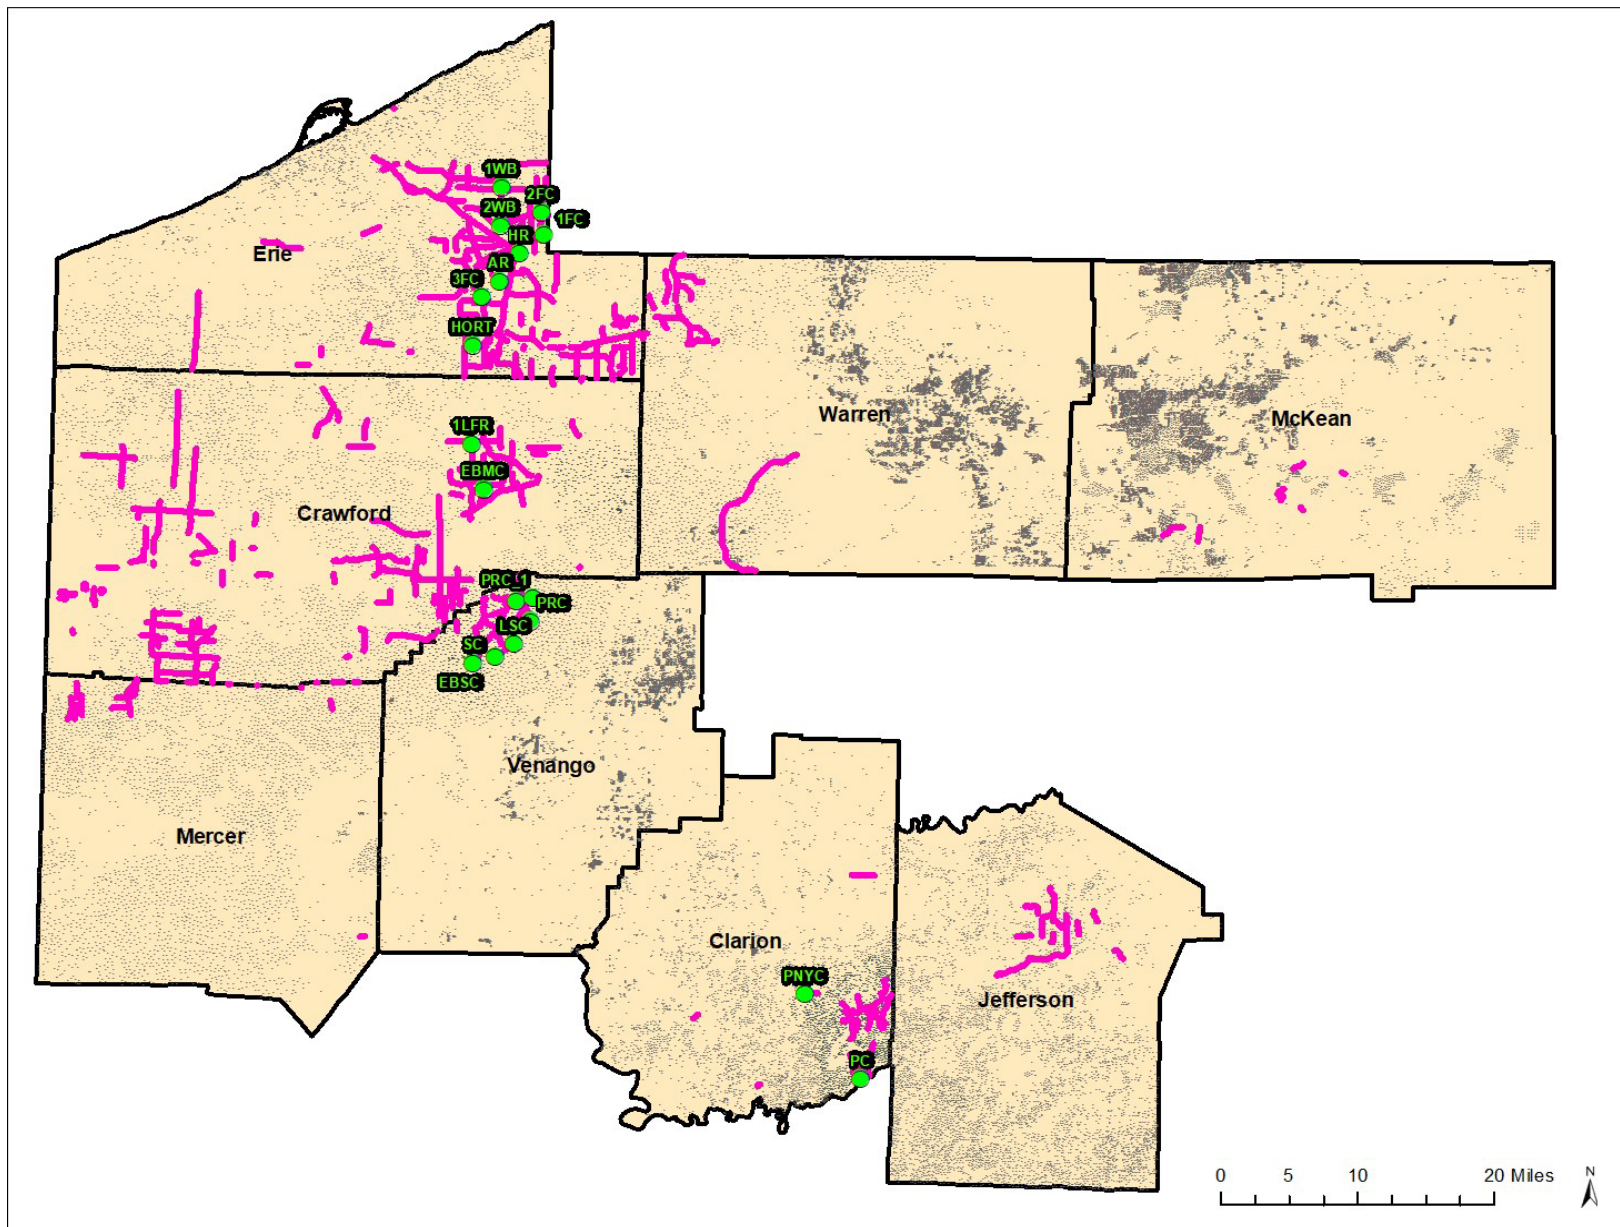 1WB
2FC
2WB
1FC
HR
Erie
AR
3FC
HORT
Warren
McKean
1LFR
EBMC
Crawford
PRC_1
PRC
LSC
SC
EBSC
Venango
Mercer
Clarion
PNYC
Jefferson
PC
0 5 10 20 Miles
N